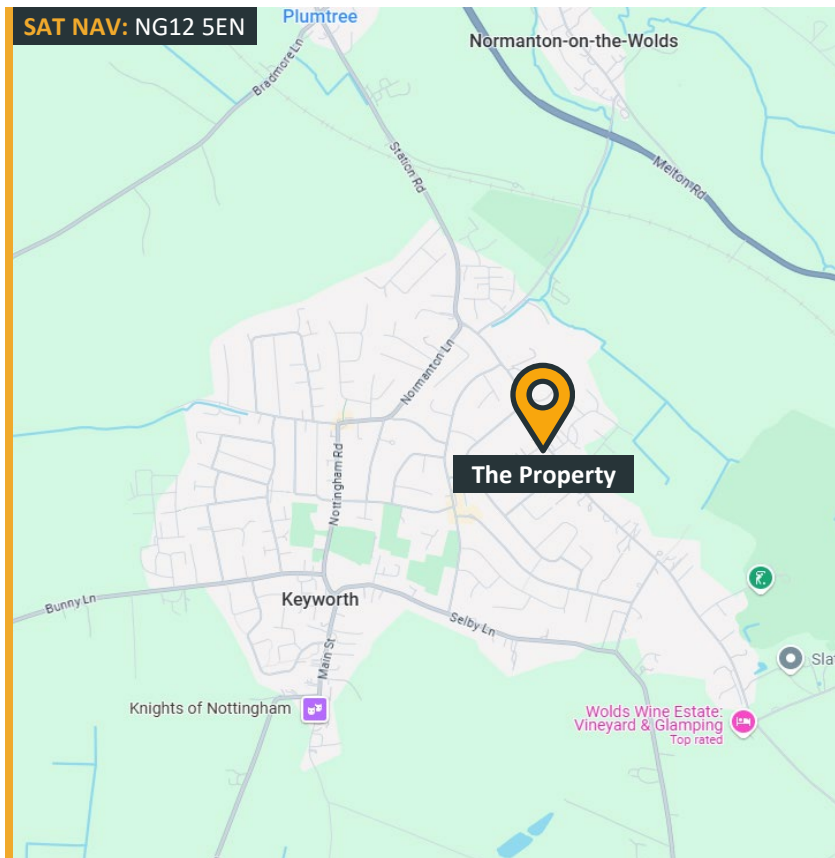 SAT NAV: NG12 5EN
Plumtree
Normanton-on-the-Wolds
Bradmore Ln
Station Rd
Melton Rd
Normanton Ln
The Property
Nottingham Rd
Bunny Ln
Keyworth
Selby Ln
Main St
Knights of Nottingham
Wolds Wine Estate:
Vineyard & Glamping
Top rated
Slat